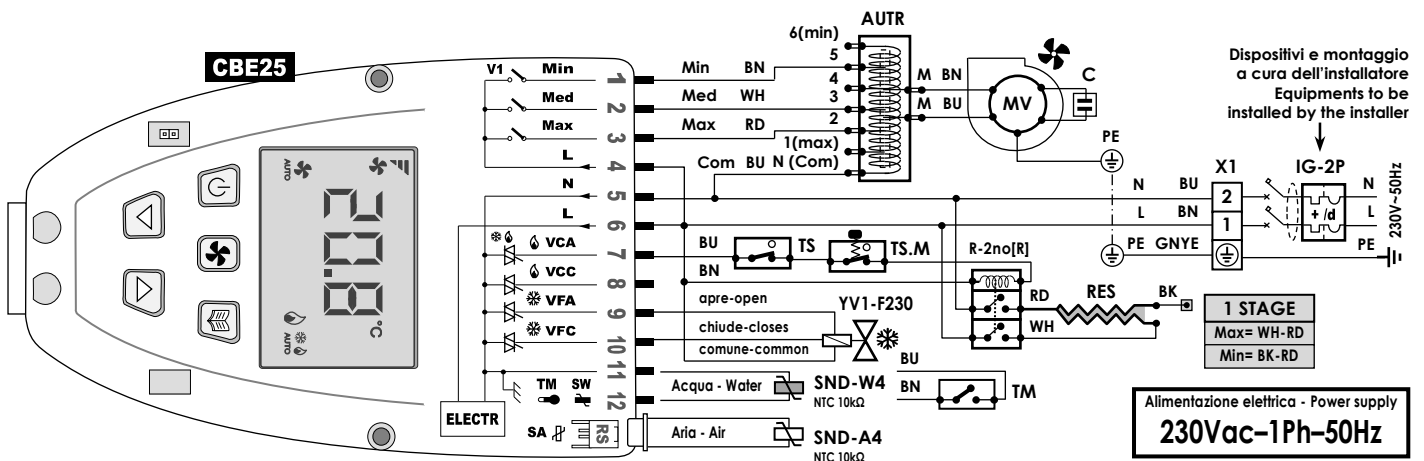 CBE25
AUTO
20.8
°C
AUTO
V1 Min 1
Med 2
Max 3
L 4
N 5
L 6
VCA 7
VCC 8
VFA 9
VFC 10
11
TM SW 12
ELECTR
SA RS
Min BN
Med WH
Max RD
Com BU N (Com)
AUTR
6(min)
5
4
3
2
1(max)
M BN
M BU
MV
C
PE
Dispositivi e montaggio
a cura dell'installatore
Equipments to be
installed by the installer
X1 IG-2P
N BU 2 N
L BN 1 L
+ /d
PE GNYE PE
230V~50Hz
BU TS TS.M R-2no[R]
BN
RD RES BK
WH
apre-open YV1-F230
chiude-closes
comune-common
Acqua - Water SND-W4
NTC 10kΩ
BU
BN TM
Aria - Air SND-A4
NTC 10kΩ
1 STAGE
Max= WH-RD
Min= BK-RD
Alimentazione elettrica - Power supply
230Vac–1Ph–50Hz